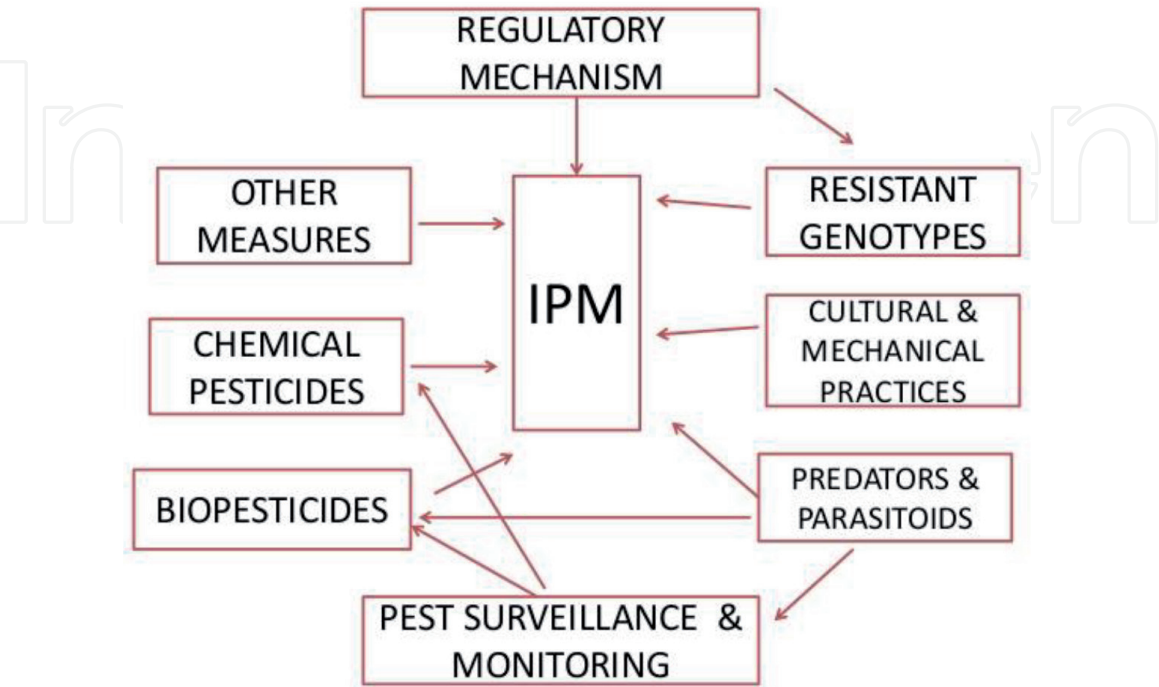 REGULATORY
MECHANISM
OTHER
MEASURES
RESISTANT
GENOTYPES
IPM
CHEMICAL
PESTICIDES
CULTURAL &
MECHANICAL
PRACTICES
BIOPESTICIDES
PREDATORS &
PARASITOIDS
PEST SURVEILLANCE &
MONITORING